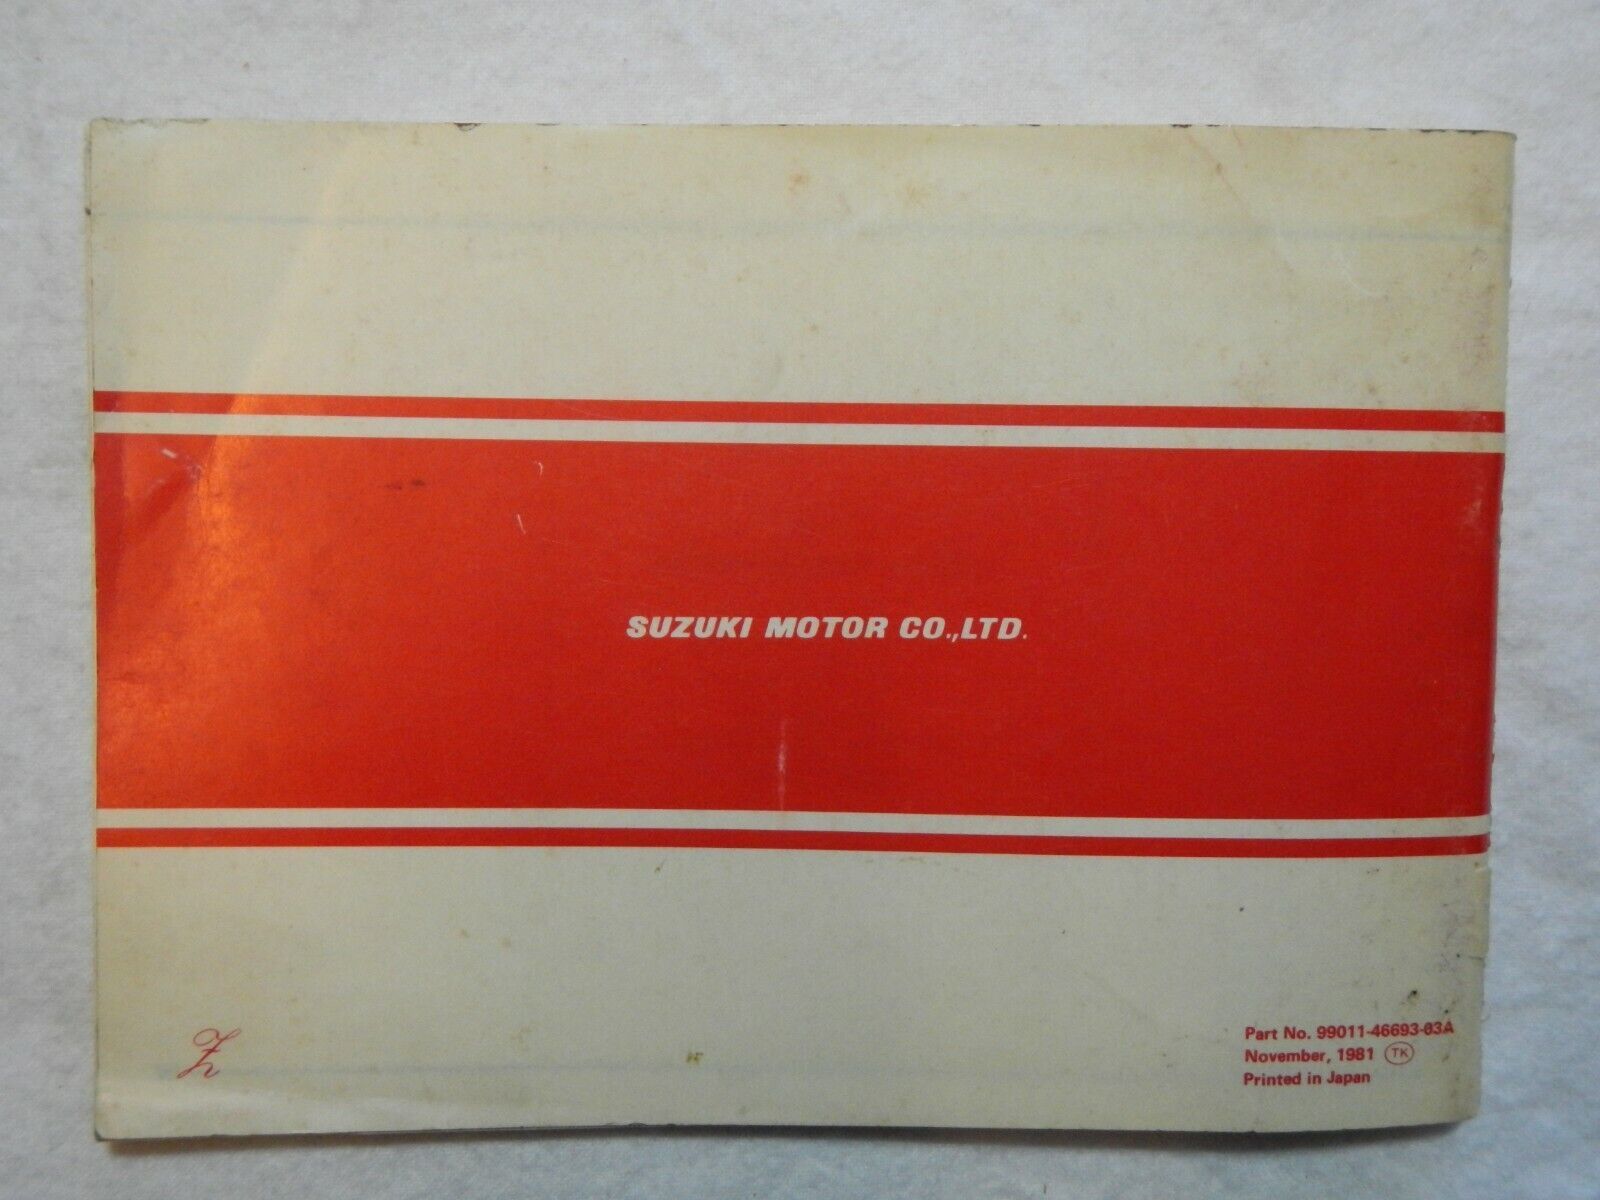 SUZUKI MOTOR CO.,LTD.
Z
Part No. 99011-46693-03A
November, 1981 TK
Printed in Japan